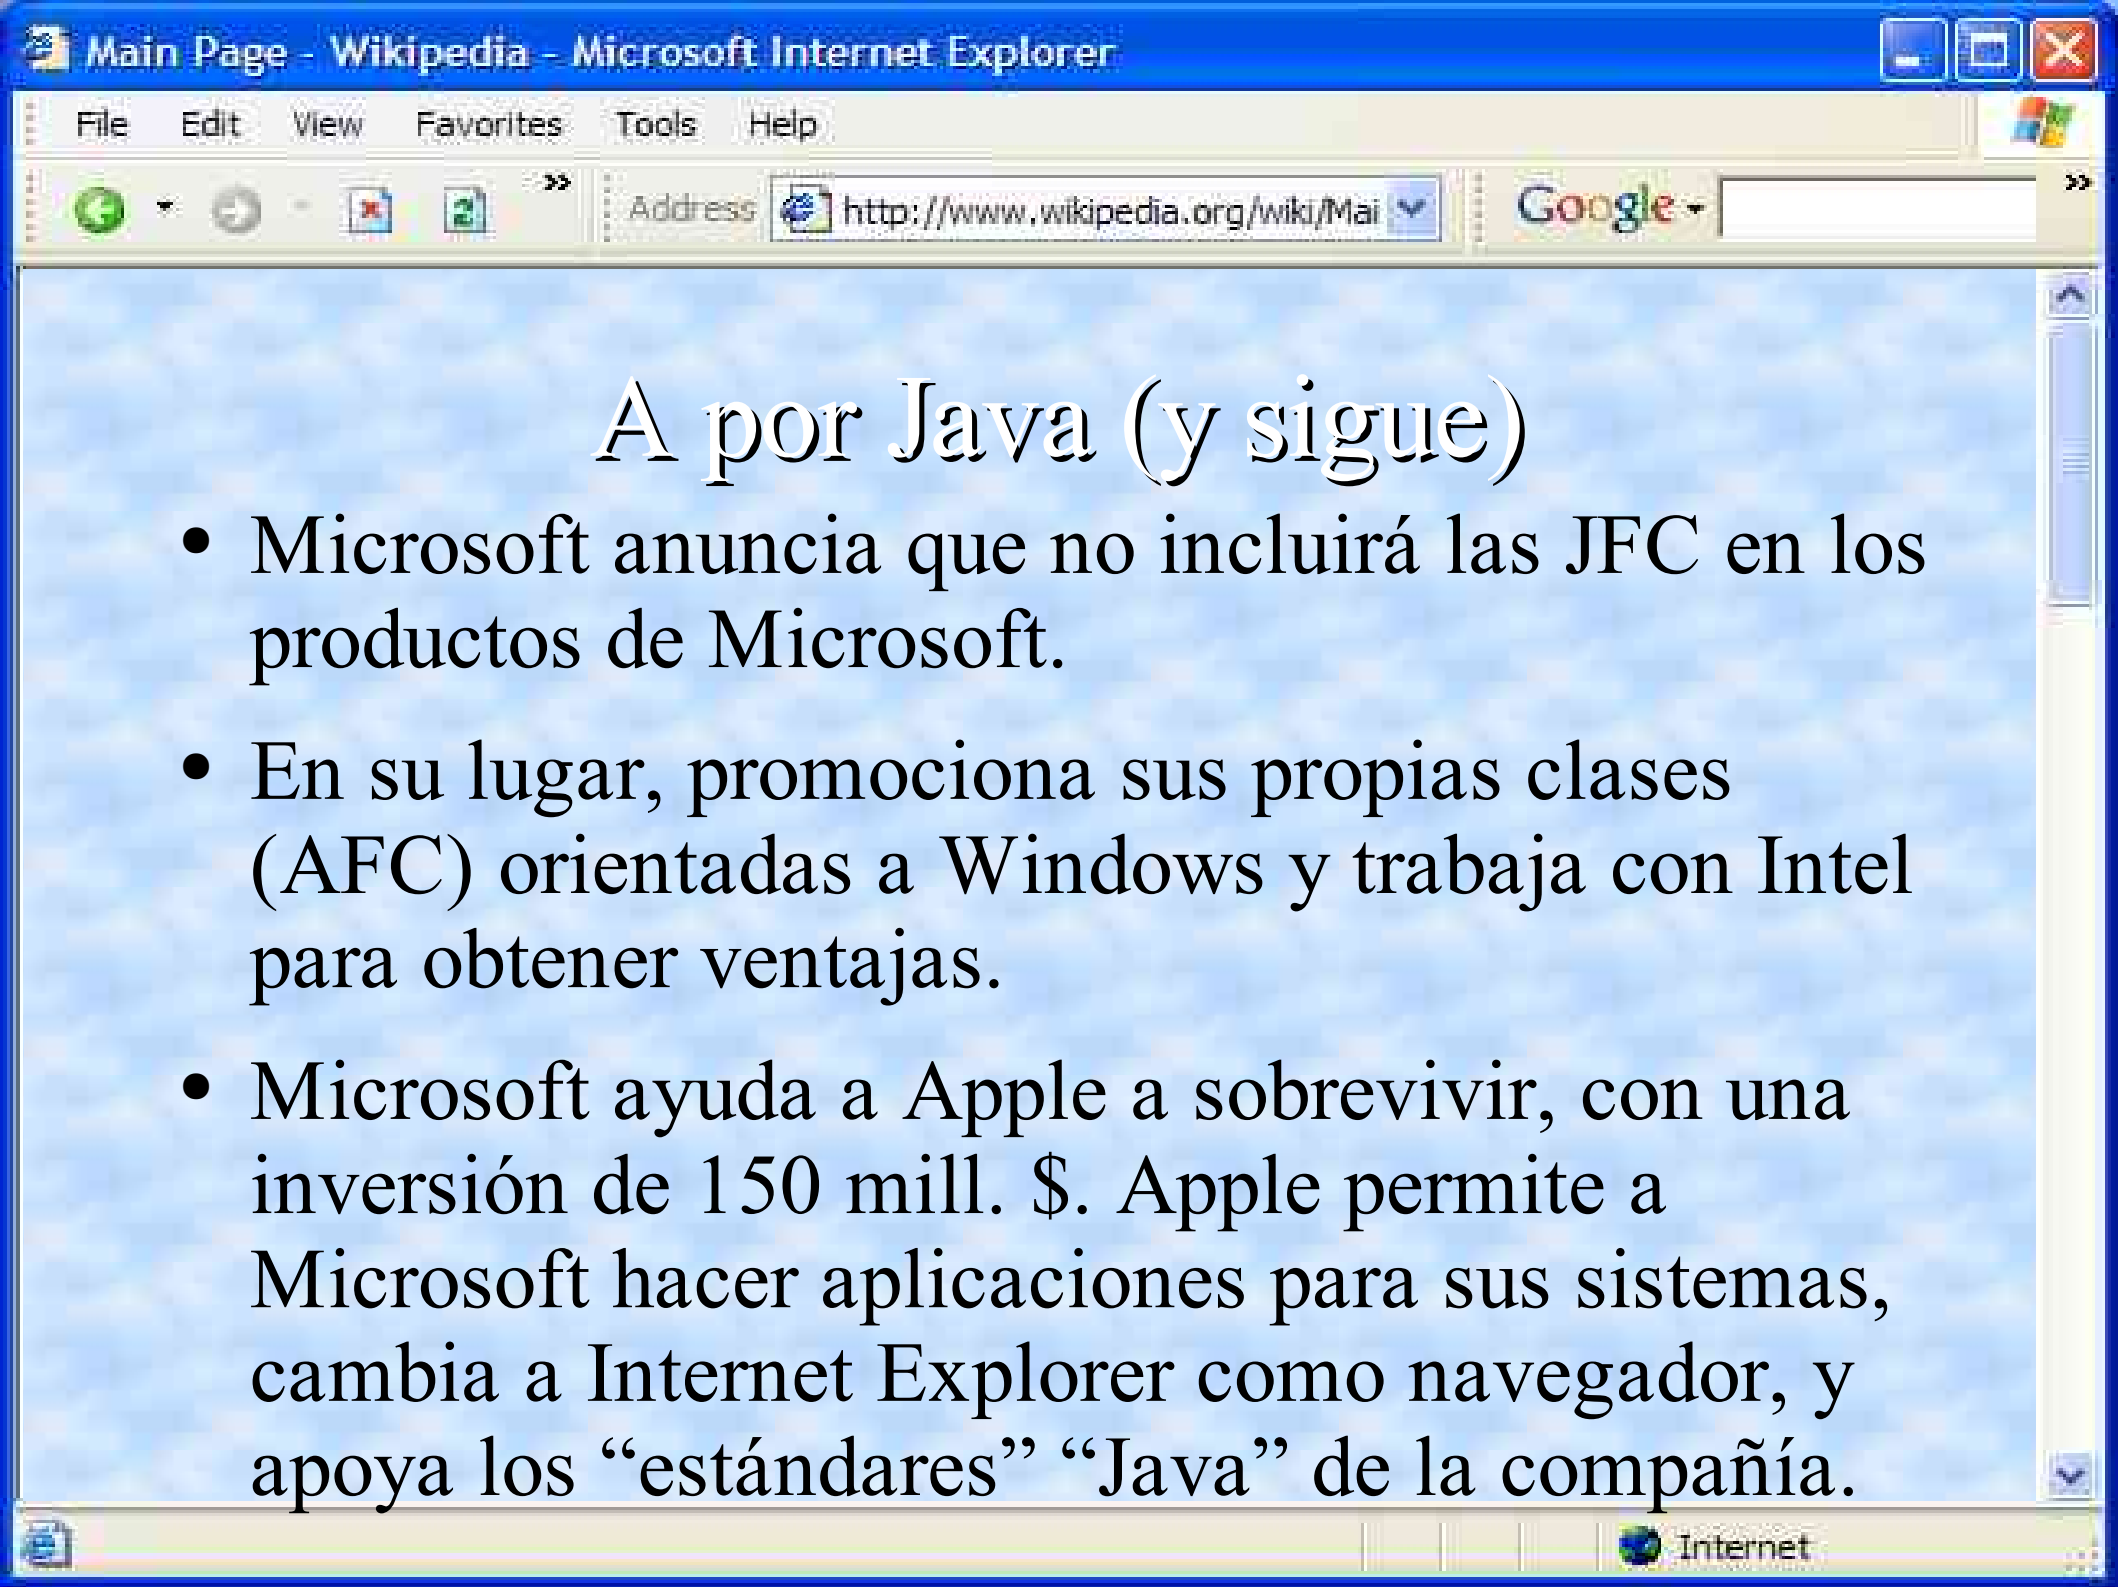 Main Page - Wikipedia - Microsoft Internet Explorer
File Edit View Favorites Tools Help
» Address http://www.wikipedia.org/wiki/Mai Google »
A por Java (y sigue)
• Microsoft anuncia que no incluirá las JFC en los
productos de Microsoft.
• En su lugar, promociona sus propias clases
(AFC) orientadas a Windows y trabaja con Intel
para obtener ventajas.
• Microsoft ayuda a Apple a sobrevivir, con una
inversión de 150 mill. $. Apple permite a
Microsoft hacer aplicaciones para sus sistemas,
cambia a Internet Explorer como navegador, y
apoya los “estándares” “Java” de la compañía.
Internet